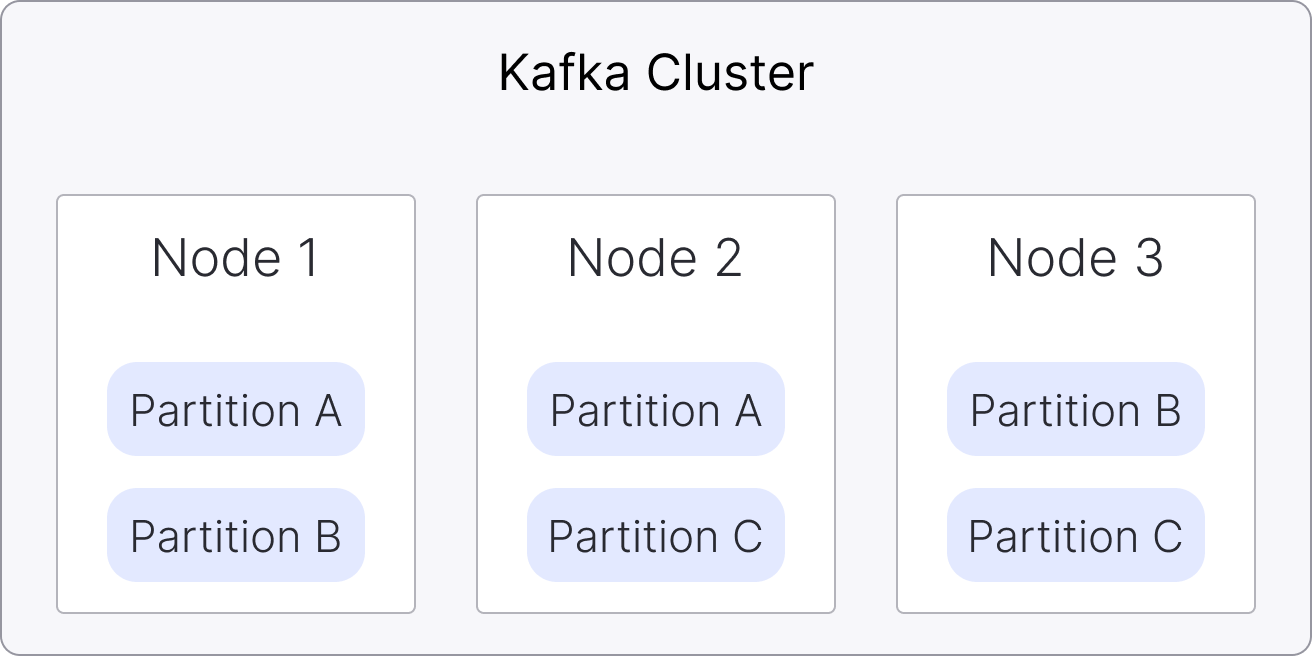 Kafka Cluster
Node 1
Partition A
Partition B
Node 2
Partition A
Partition C
Node 3
Partition B
Partition C